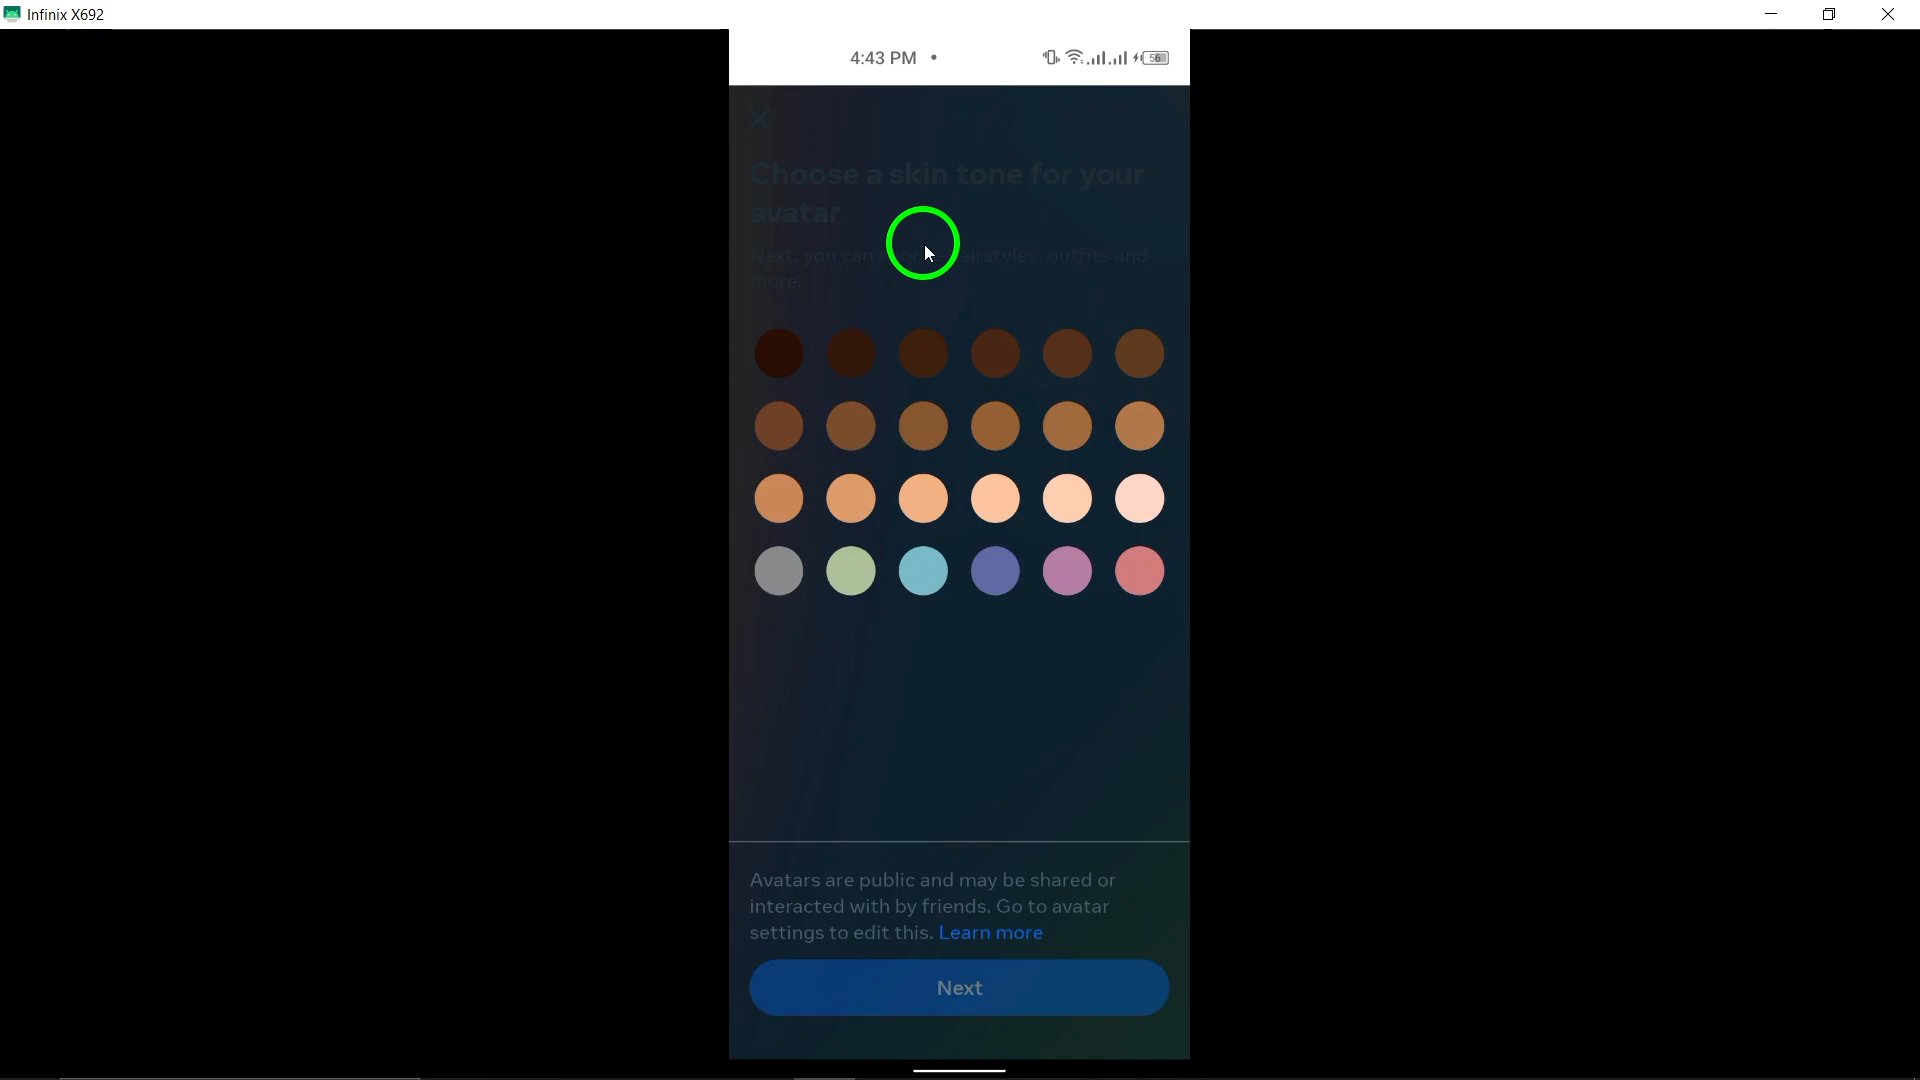 Infinix X692
4:43 PM
56
Choose a skin tone for your
avatar
Next, you can airstyles, outfits and
more.
Avatars are public and may be shared or
interacted with by friends. Go to avatar
settings to edit this. Learn more
Next